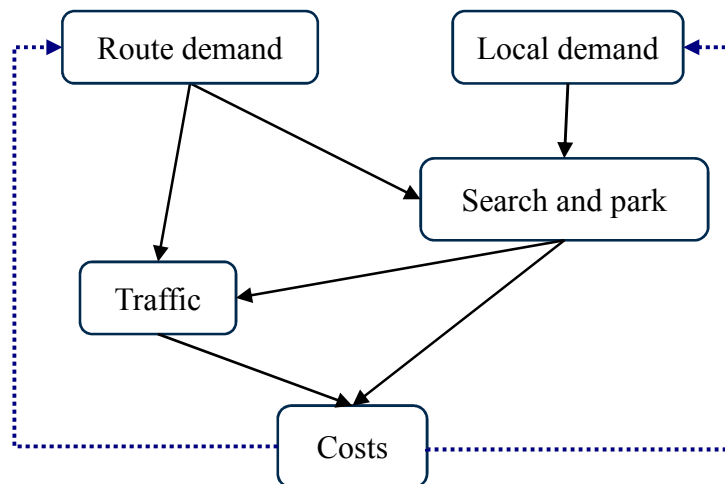 Route demand
Local demand
Search and park
Traffic
Costs